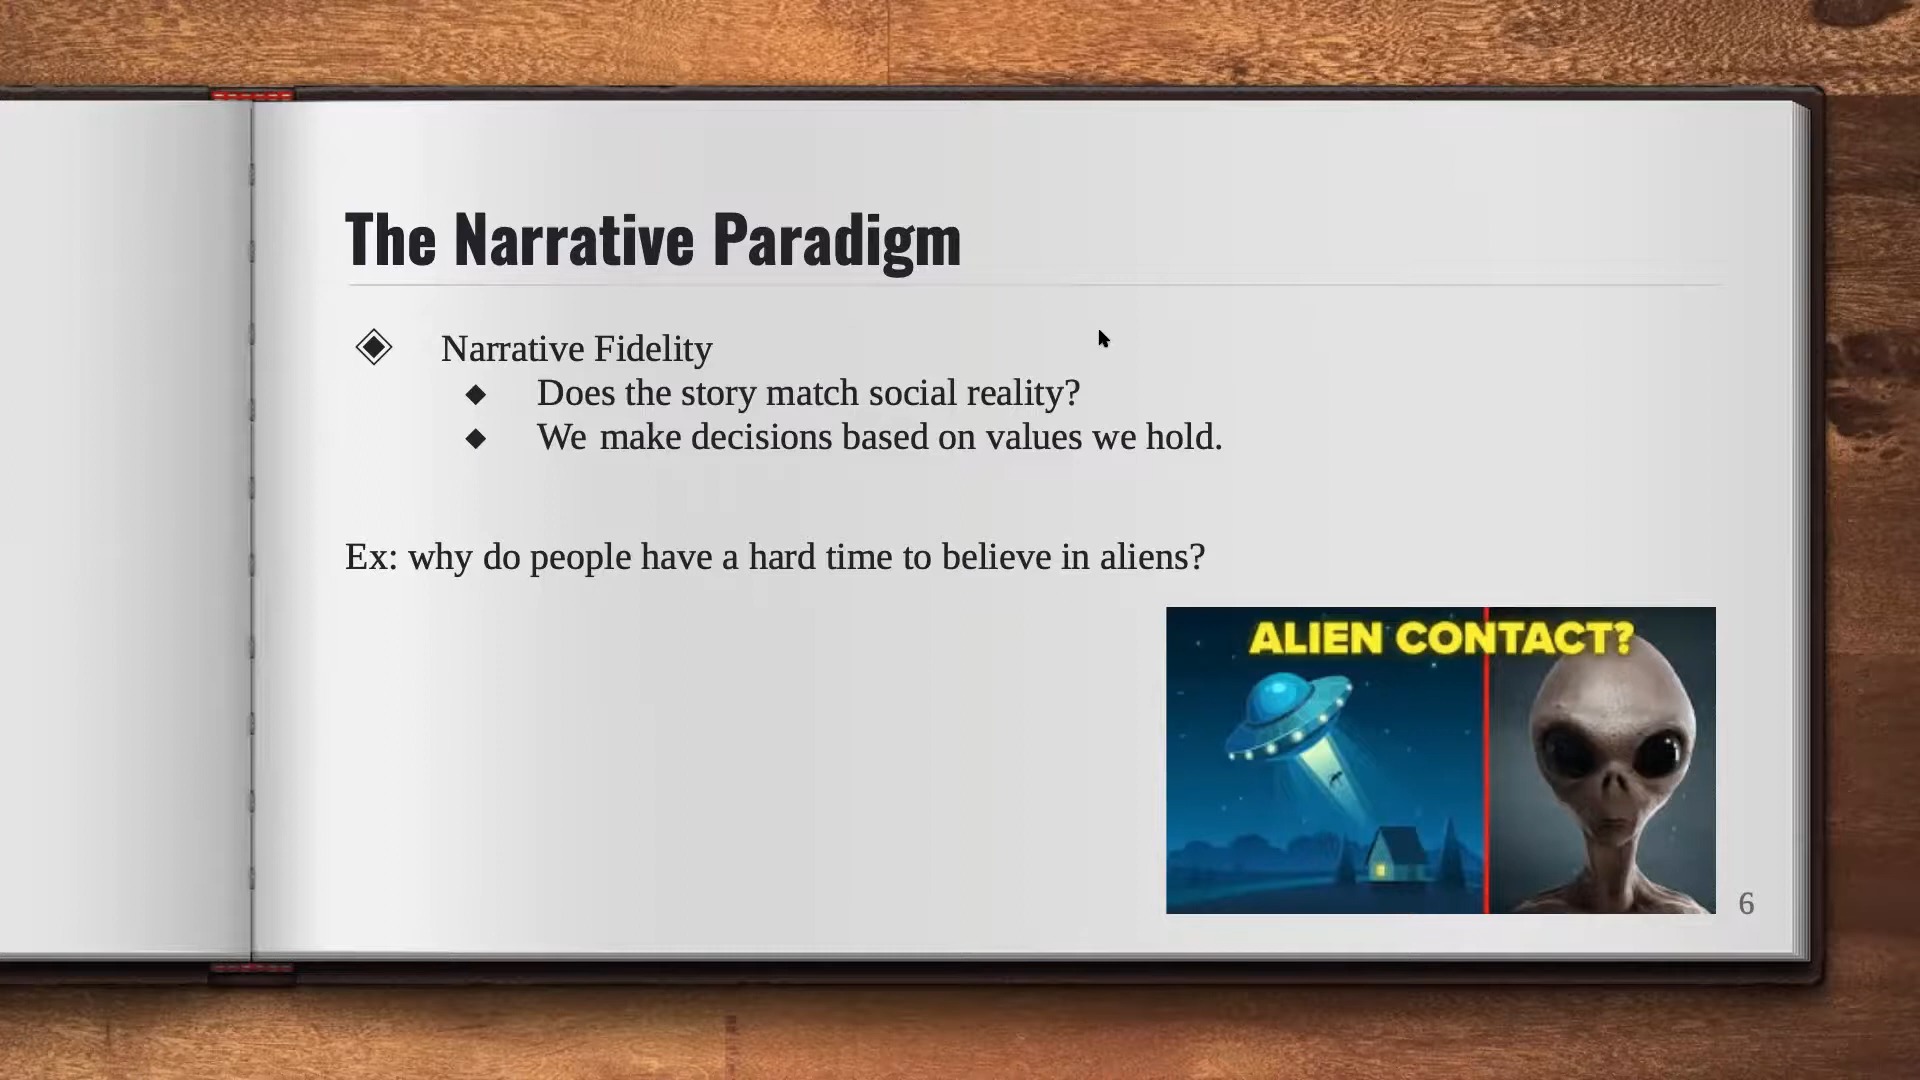 The Narrative Paradigm
Narrative Fidelity
Does the story match social reality?
We make decisions based on values we hold.
Ex: why do people have a hard time to believe in aliens?
ALIEN CONTACT?
6